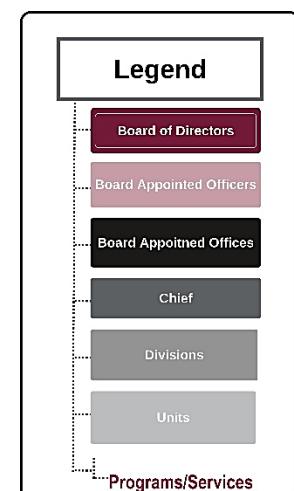 Legend
Board of Directors
Board Appointed Officers
Board Appoitned Offices
Chief
Divisions
Units
Programs/Services